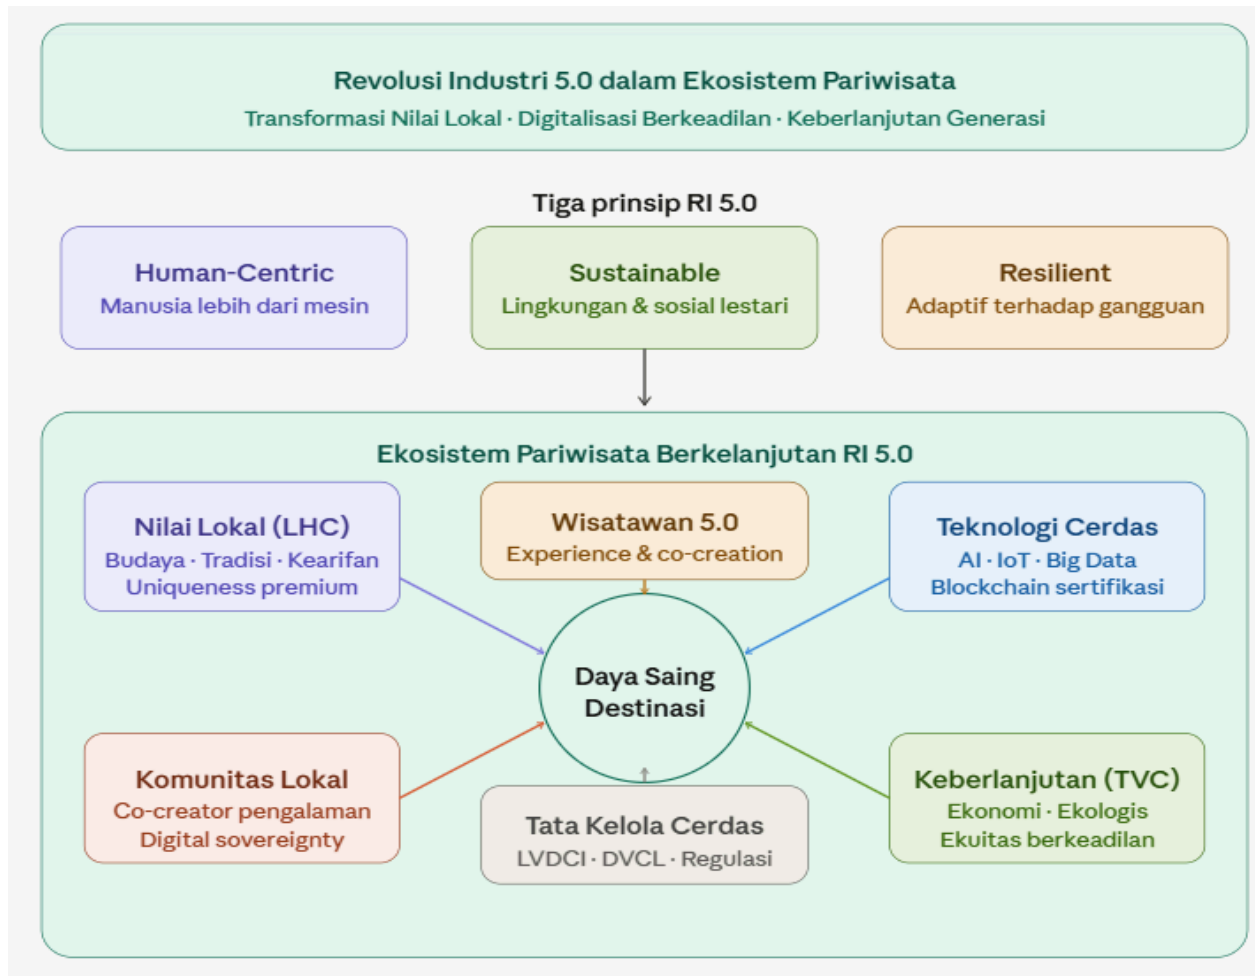 Revolusi Industri 5.0 dalam Ekosistem Pariwisata
Transformasi Nilai Lokal · Digitalisasi Berkeadilan · Keberlanjutan Generasi
Tiga prinsip RI 5.0
Human-Centric
Manusia lebih dari mesin
Sustainable
Lingkungan & sosial lestari
Resilient
Adaptif terhadap gangguan
Ekosistem Pariwisata Berkelanjutan RI 5.0
Nilai Lokal (LHC)
Budaya · Tradisi · Kearifan
Uniqueness premium
Wisatawan 5.0
Experience & co-creation
Teknologi Cerdas
AI · IoT · Big Data
Blockchain sertifikasi
Daya Saing
Destinasi
Komunitas Lokal
Co-creator pengalaman
Digital sovereignty
Tata Kelola Cerdas
LVDCI · DVCL · Regulasi
Keberlanjutan (TVC)
Ekonomi · Ekologis
Ekuitas berkeadilan